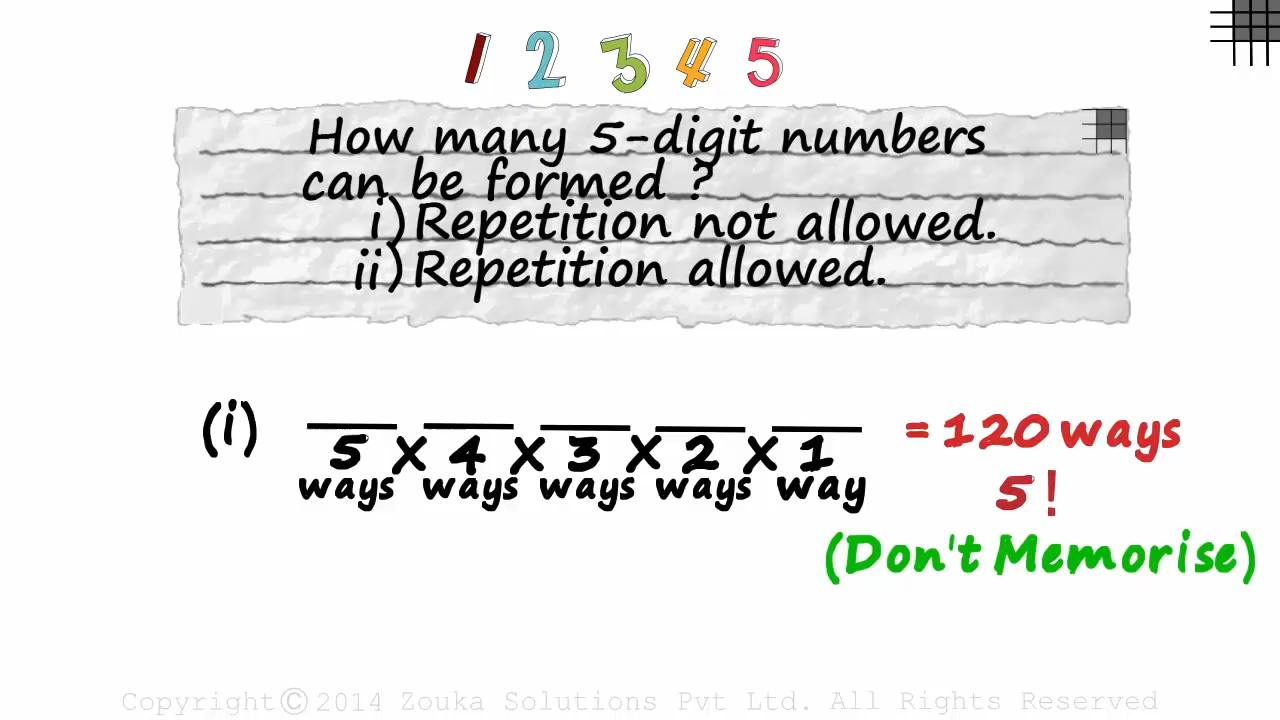 1 2 3 4 5
How many 5-digit numbers
can be formed ?
i) Repetition not allowed.
ii) Repetition allowed.
(i) 5 X 4 X 3 X 2 X 1 = 120 ways
ways ways ways ways way 5!
(Don't Memorise)
Copyright©2014 Zouka Solutions Pvt Ltd. All Rights Reserved